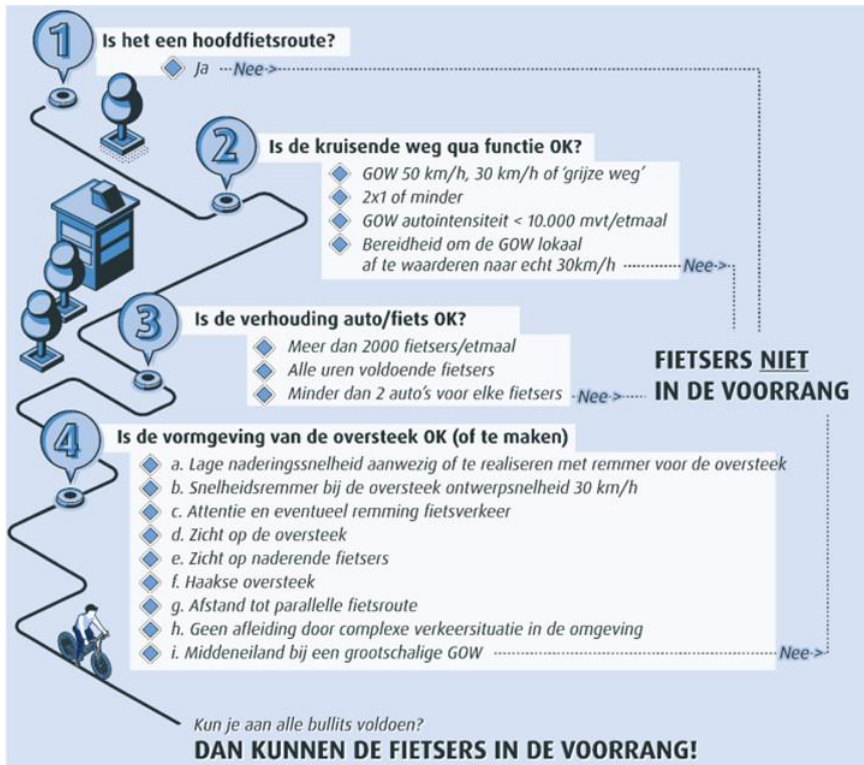 1
Is het een hoofdfietsroute?
Ja --- Nee->
2
Is de kruisende weg qua functie OK?
GOW 50 km/h, 30 km/h of 'grijze weg'
2x1 of minder
GOW autointensiteit < 10.000 mvt/etmaal
Bereidheid om de GOW lokaal
af te waarderen naar echt 30km/h Nee->
3
Is de verhouding auto/fiets OK?
Meer dan 2000 fietsers/etmaal
Alle uren voldoende fietsers
Minder dan 2 auto's voor elke fietsers Nee->
FIETSERS NIET
IN DE VOORRANG
4
Is de vormgeving van de oversteek OK (of te maken)
a. Lage naderingssnelheid aanwezig of te realiseren met remmer voor de oversteek
b. Snelheidsremmer bij de oversteek ontwerpsnelheid 30 km/h
c. Attentie en eventueel remming fietsverkeer
d. Zicht op de oversteek
e. Zicht op naderende fietsers
f. Haakse oversteek
g. Afstand tot parallelle fietsroute
h. Geen afleiding door complexe verkeersituatie in de omgeving
i. Middeneiland bij een grootschalige GOW Nee->
Kun je aan alle bullits voldoen?
DAN KUNNEN DE FIETSERS IN DE VOORRANG!